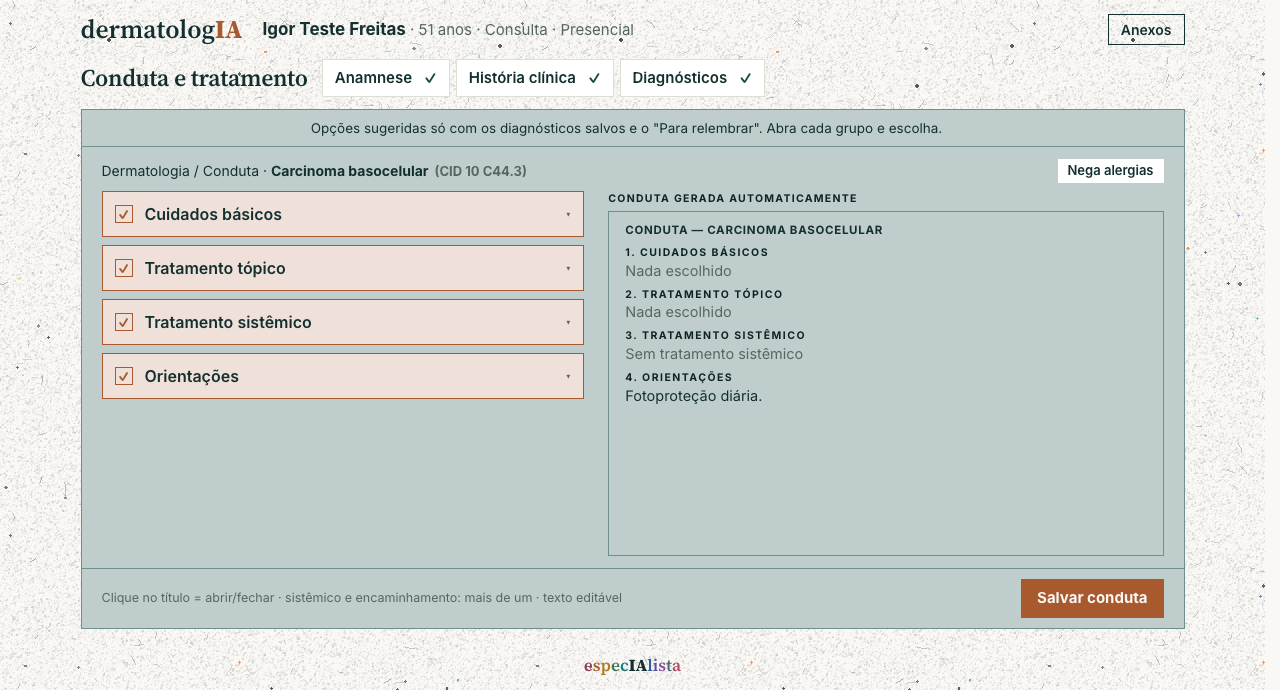 dermatologIA
Igor Teste Freitas · 51 anos · Consulta · Presencial
Anexos
Conduta e tratamento
Anamnese ✓
História clínica ✓
Diagnósticos ✓
Opções sugeridas só com os diagnósticos salvos e o "Para relembrar". Abra cada grupo e escolha.
Dermatologia / Conduta · Carcinoma basocelular (CID 10 C44.3)
Nega alergias
Cuidados básicos
Tratamento tópico
Tratamento sistêmico
Orientações
CONDUTA GERADA AUTOMATICAMENTE
CONDUTA — CARCINOMA BASOCELULAR
1. CUIDADOS BÁSICOS
Nada escolhido
2. TRATAMENTO TÓPICO
Nada escolhido
3. TRATAMENTO SISTÊMICO
Sem tratamento sistêmico
4. ORIENTAÇÕES
Fotoproteção diária.
Clique no título = abrir/fechar · sistêmico e encaminhamento: mais de um · texto editável
Salvar conduta
especIAlista